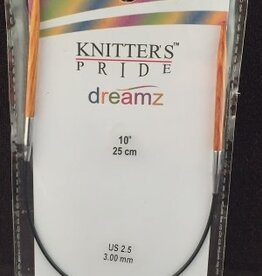 KNITTER'S™
PRIDE
dreamz
10"
25 cm
US 2.5
3.00 mm